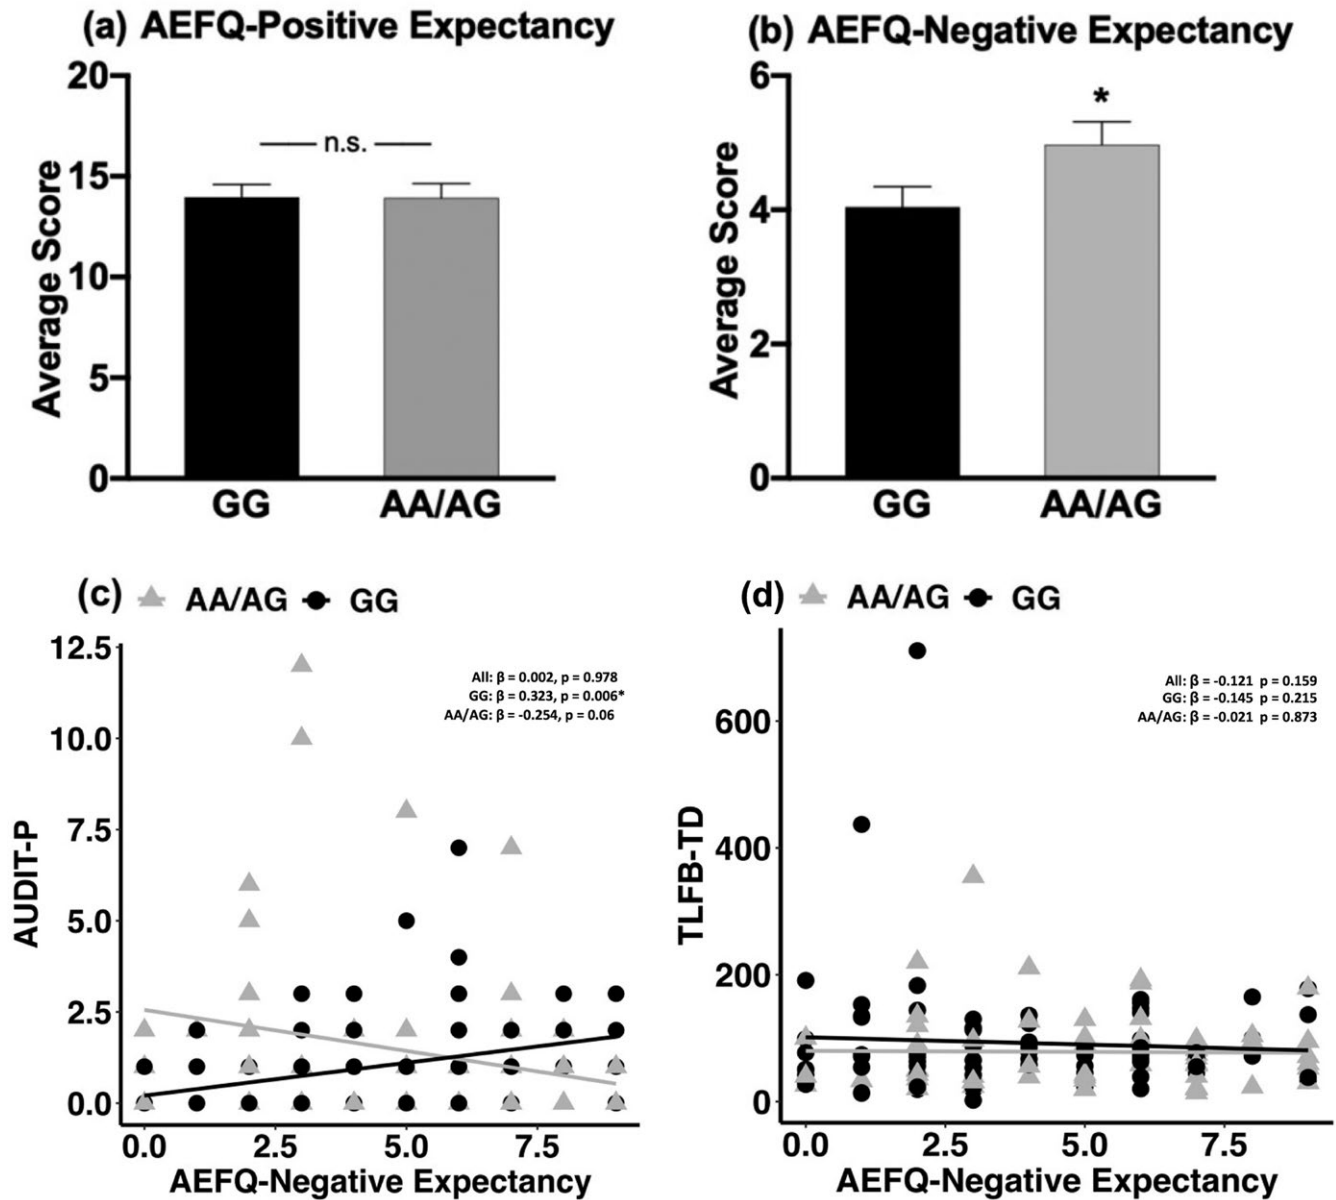 (a) AEFQ-Positive Expectancy
20
15
10
5
0
Average Score
n.s.
GG
AA/AG
(b) AEFQ-Negative Expectancy
6
4
2
0
Average Score
*
GG
AA/AG
(c) AA/AG GG
12.5
10.0
7.5
5.0
2.5
0.0
AUDIT-P
All: β = 0.002, p = 0.978
GG: β = 0.323, p = 0.006*
AA/AG: β = -0.254, p = 0.06
0.0 2.5 5.0 7.5
AEFQ-Negative Expectancy
(d) AA/AG GG
600
400
200
0
TLFB-TD
All: β = -0.121 p = 0.159
GG: β = -0.145 p = 0.215
AA/AG: β = -0.021 p = 0.873
0.0 2.5 5.0 7.5
AEFQ-Negative Expectancy